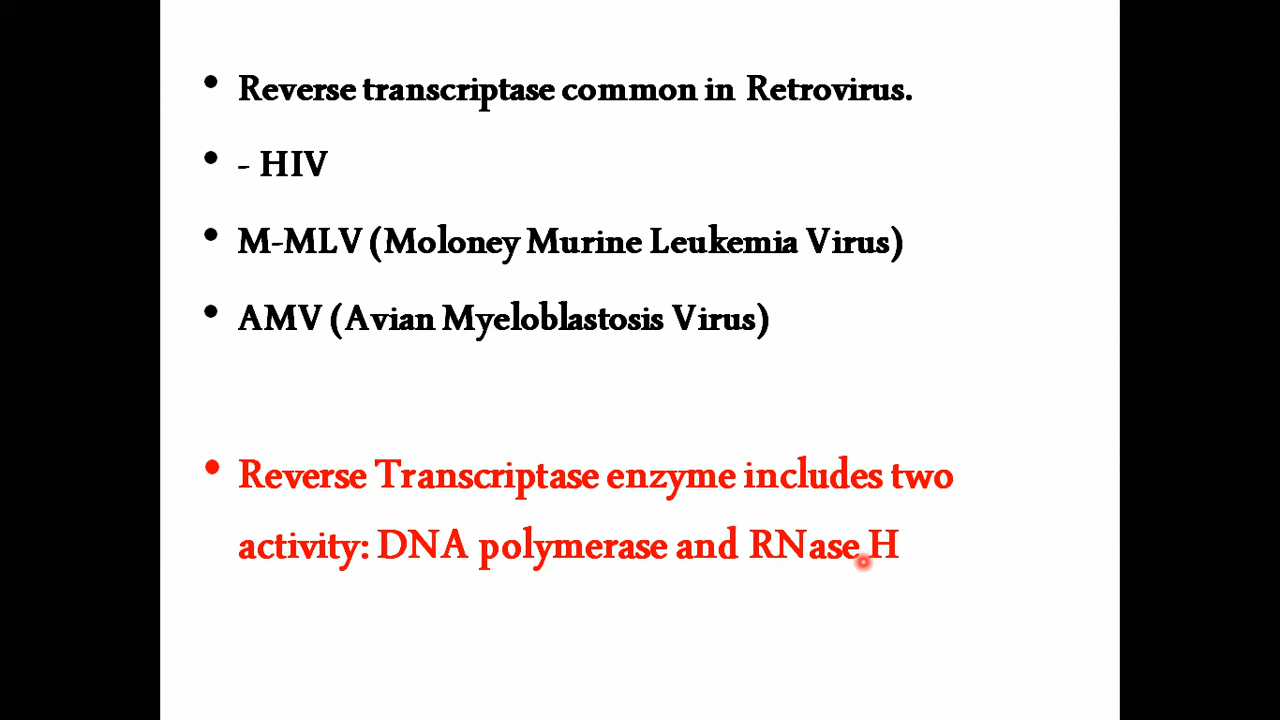 • Reverse transcriptase common in Retrovirus.
• - HIV
• M-MLV (Moloney Murine Leukemia Virus)
• AMV (Avian Myeloblastosis Virus)
• Reverse Transcriptase enzyme includes two
activity: DNA polymerase and RNase H